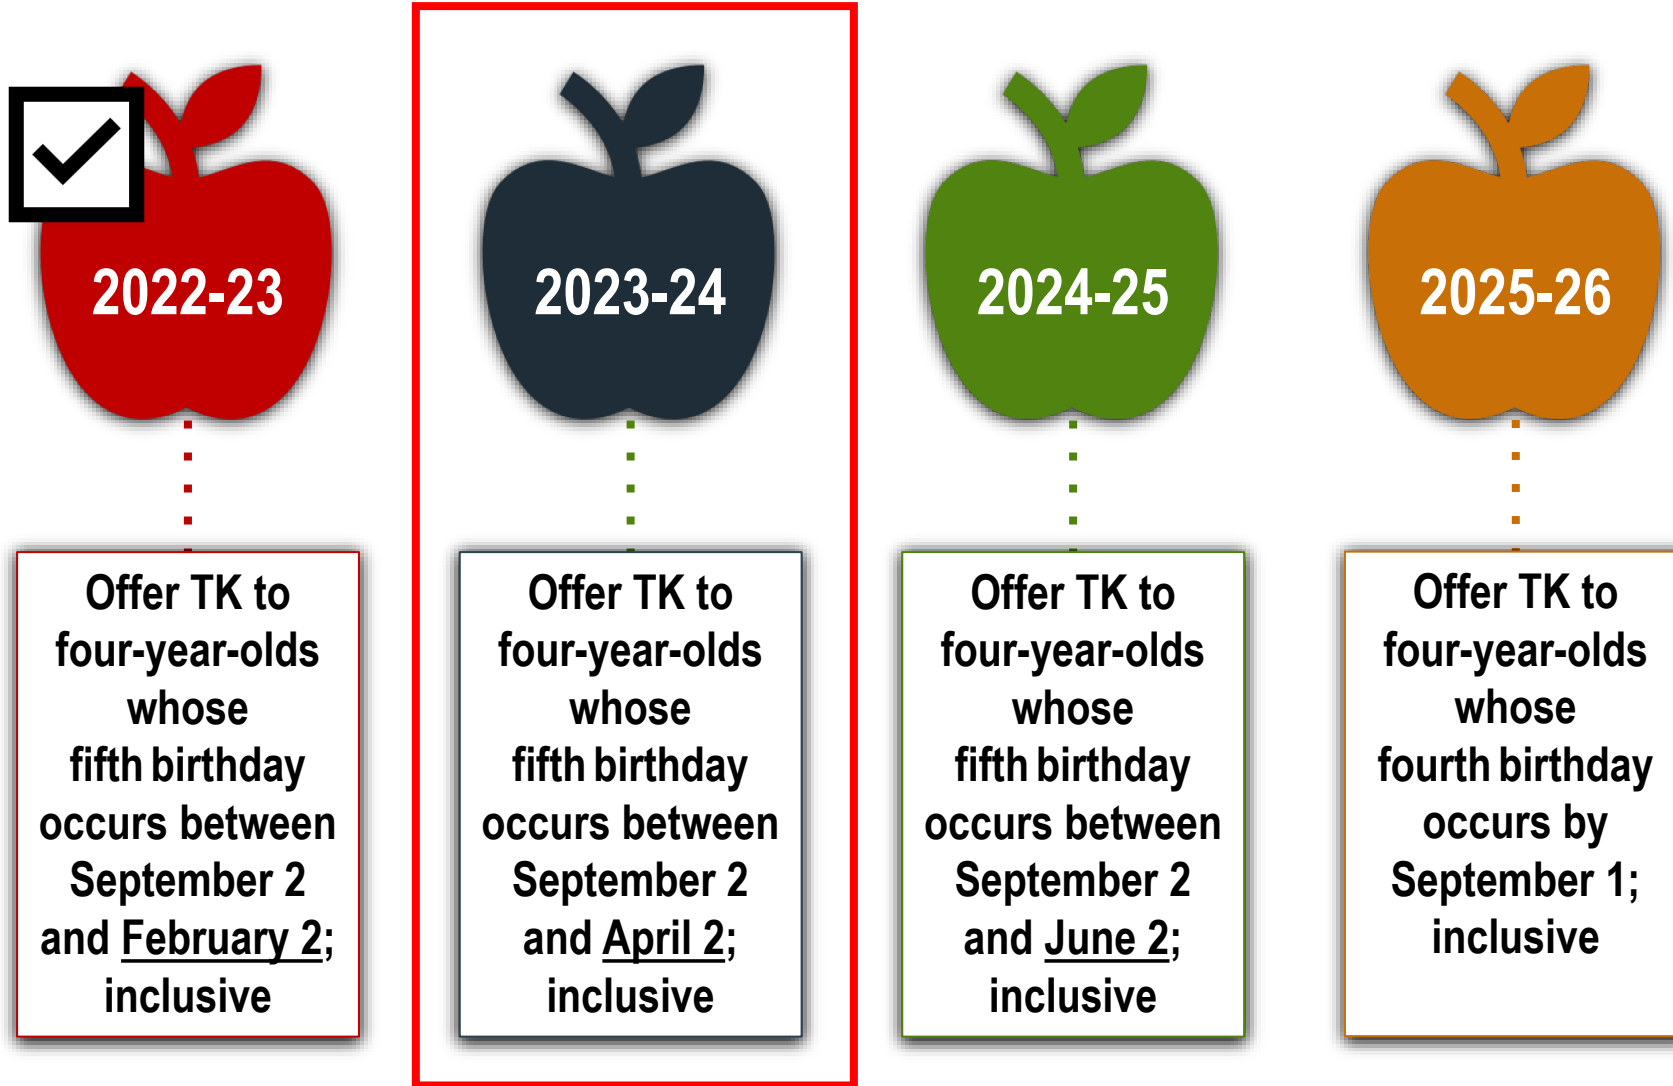 2022-23
Offer TK to
four-year-olds
whose
fifth birthday
occurs between
September 2
and February 2;
inclusive
2023-24
Offer TK to
four-year-olds
whose
fifth birthday
occurs between
September 2
and April 2;
inclusive
2024-25
Offer TK to
four-year-olds
whose
fifth birthday
occurs between
September 2
and June 2;
inclusive
2025-26
Offer TK to
four-year-olds
whose
fourth birthday
occurs by
September 1;
inclusive